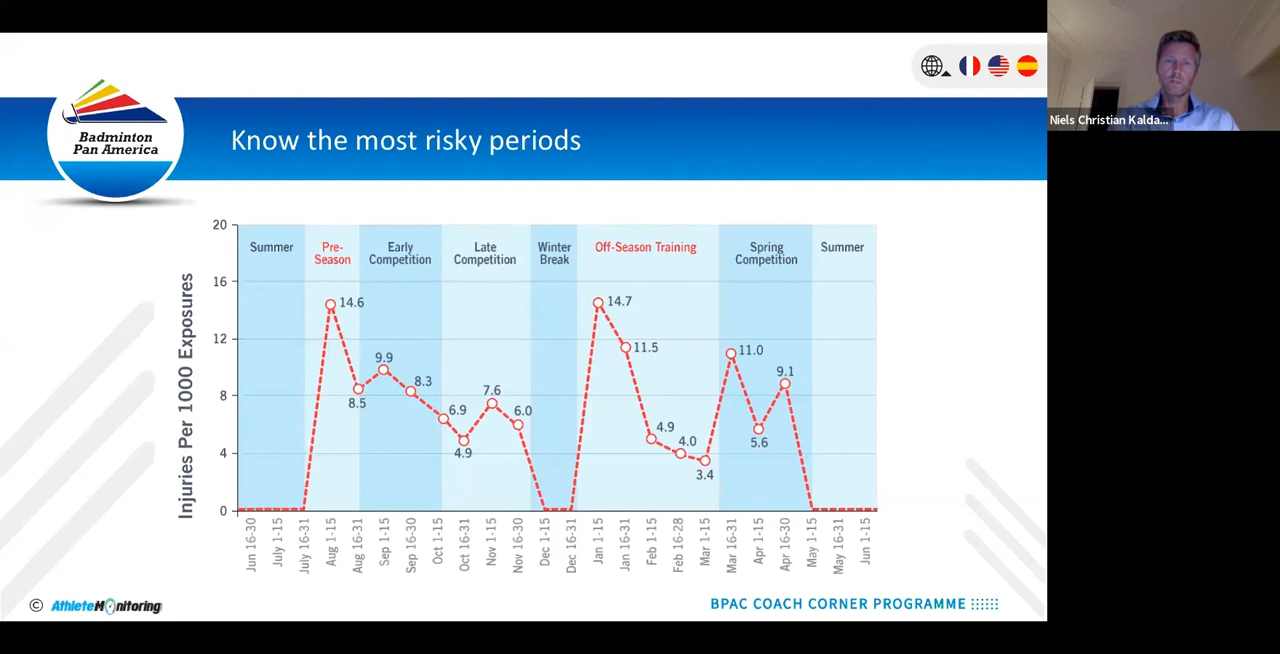 Badminton
Pan America
Know the most risky periods
Niels Christian Kalda...
Injuries Per 1000 Exposures
20
16
12
8
4
0
Summer
Pre-
Season
Early
Competition
Late
Competition
Winter
Break
Off-Season Training
Spring
Competition
Summer
14.6
8.5
9.9
8.3
6.9
4.9
7.6
6.0
14.7
11.5
4.9
4.0
3.4
11.0
5.6
9.1
Jun 16-30
July 1-15
July 16-31
Aug 1-15
Aug 16-31
Sep 1-15
Sep 16-30
Oct 1-15
Oct 16-31
Nov 1-15
Nov 16-30
Dec 1-15
Dec 16-31
Jan 1-15
Jan 16-31
Feb 1-15
Feb 16-28
Mar 1-15
Mar 16-31
Apr 1-15
Apr 16-30
May 1-15
May 16-31
Jun 1-15
© AthleteMonitoring
BPAC COACH CORNER PROGRAMME